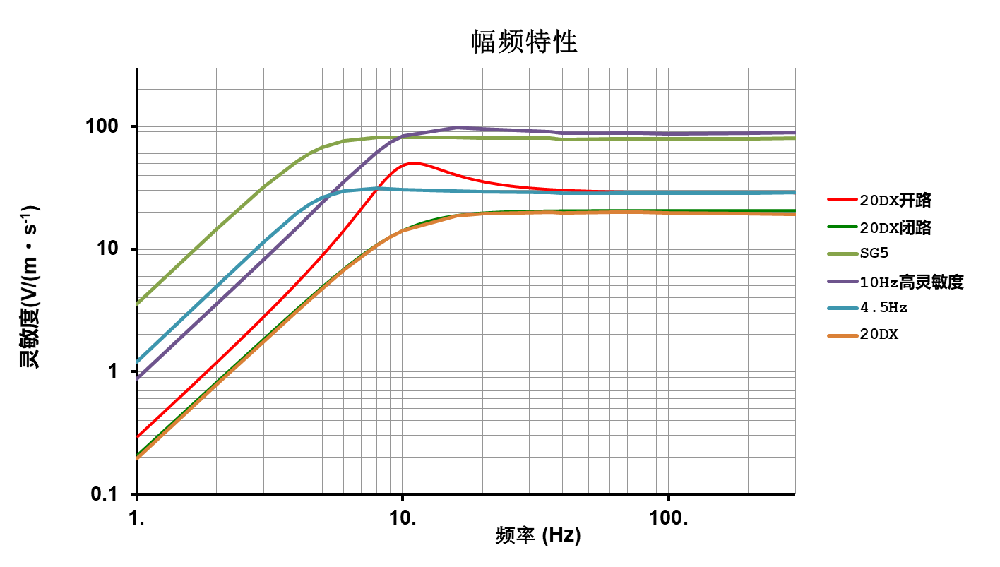 幅频特性
灵敏度(V/(m·s⁻¹)
100
10
1
0.1
1.
10.
100.
频率 (Hz)
20DX开路
20DX闭路
SG5
10Hz高灵敏度
4.5Hz
20DX